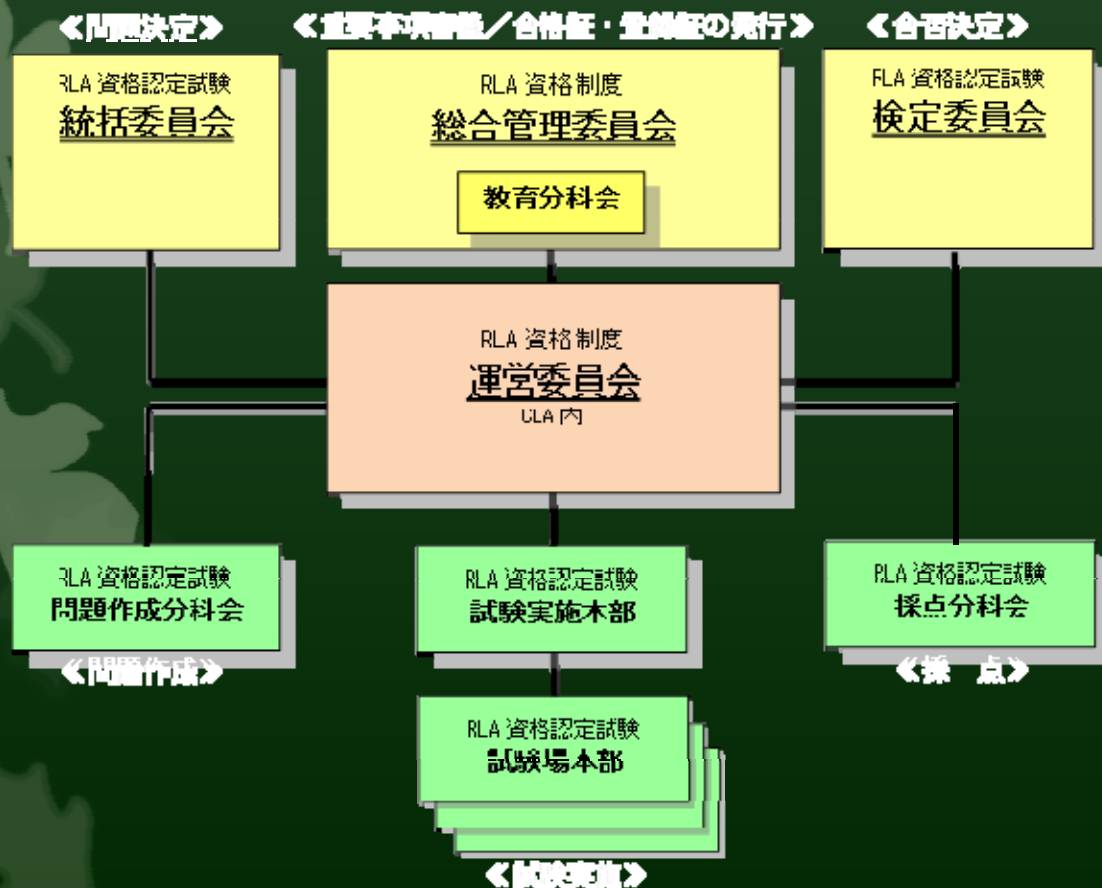 ≪問題決定≫
≪重要事項審議／合格証・登録証の発行≫
≪合否決定≫
RLA 資格認定試験
統括委員会
RLA 資格制度
総合管理委員会
教育分科会
RLA 資格認定試験
検定委員会
RLA 資格制度
運営委員会
CLA 内
RLA 資格認定試験
問題作成分科会
≪問題作成≫
RLA 資格認定試験
試験実施本部
RLA 資格認定試験
採点分科会
≪採　点≫
RLA 資格認定試験
試験場本部
≪試験実施≫